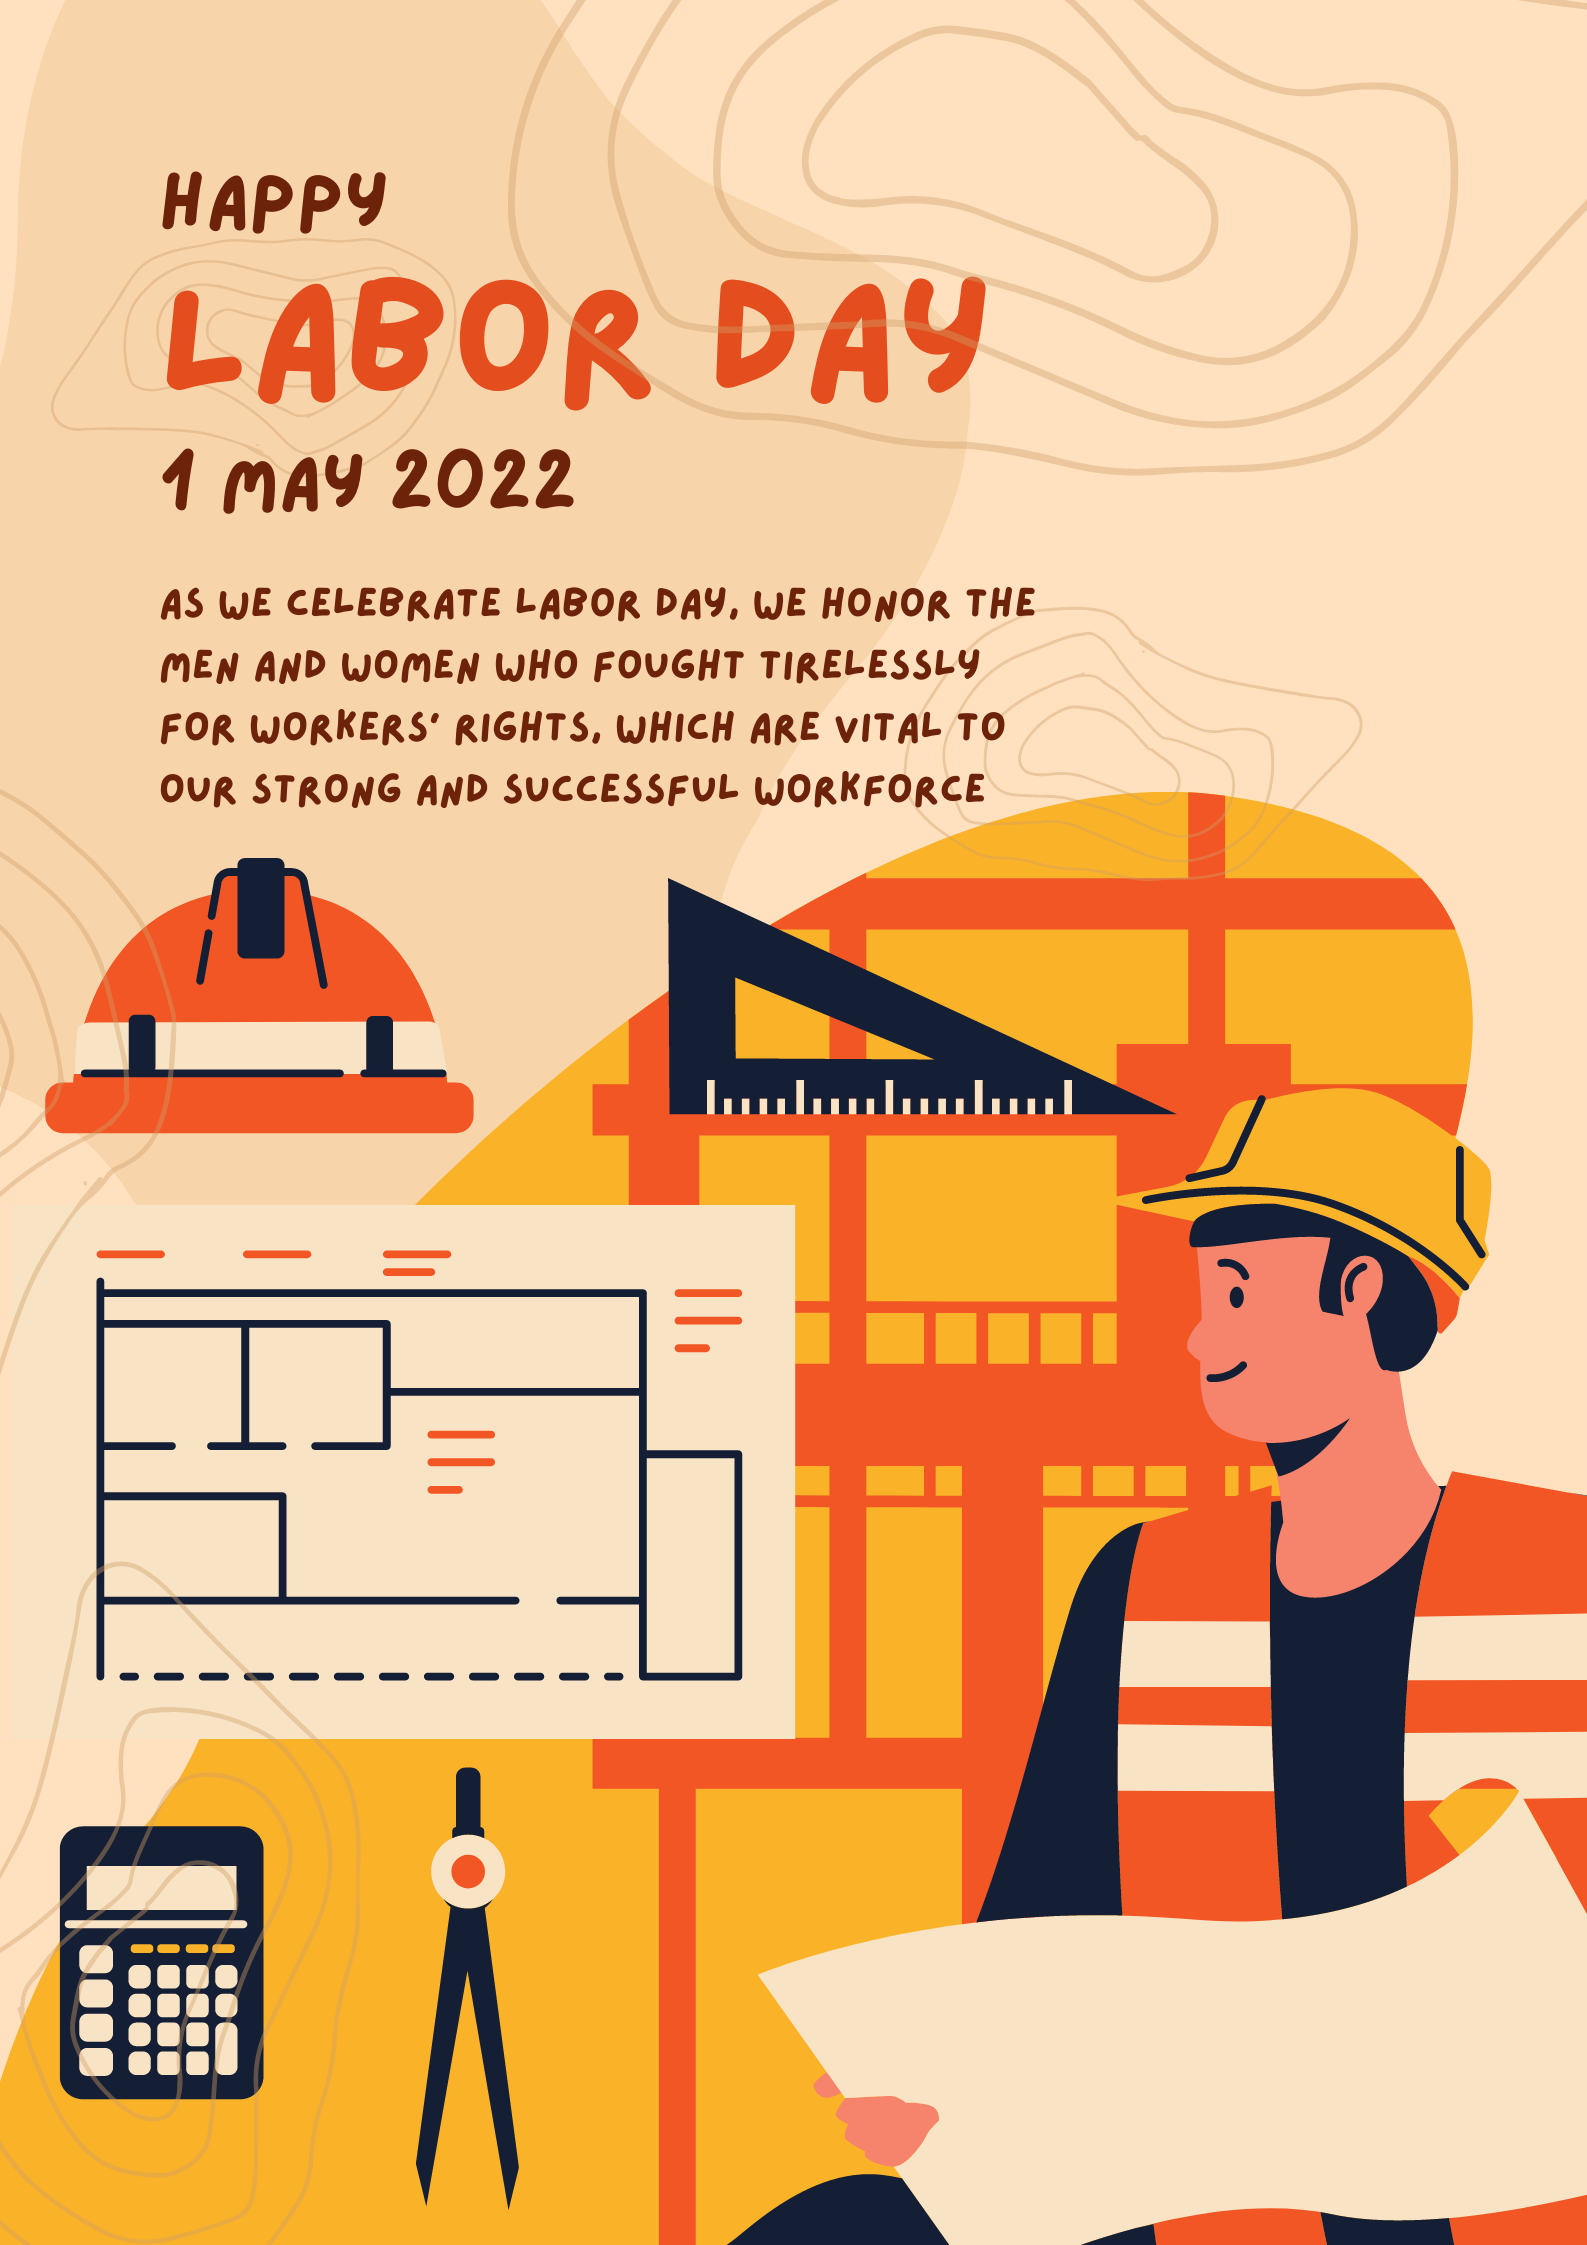 HAPPY
LABOR DAY
1 MAY 2022
AS WE CELEBRATE LABOR DAY, WE HONOR THE
MEN AND WOMEN WHO FOUGHT TIRELESSLY
FOR WORKERS' RIGHTS, WHICH ARE VITAL TO
OUR STRONG AND SUCCESSFUL WORKFORCE